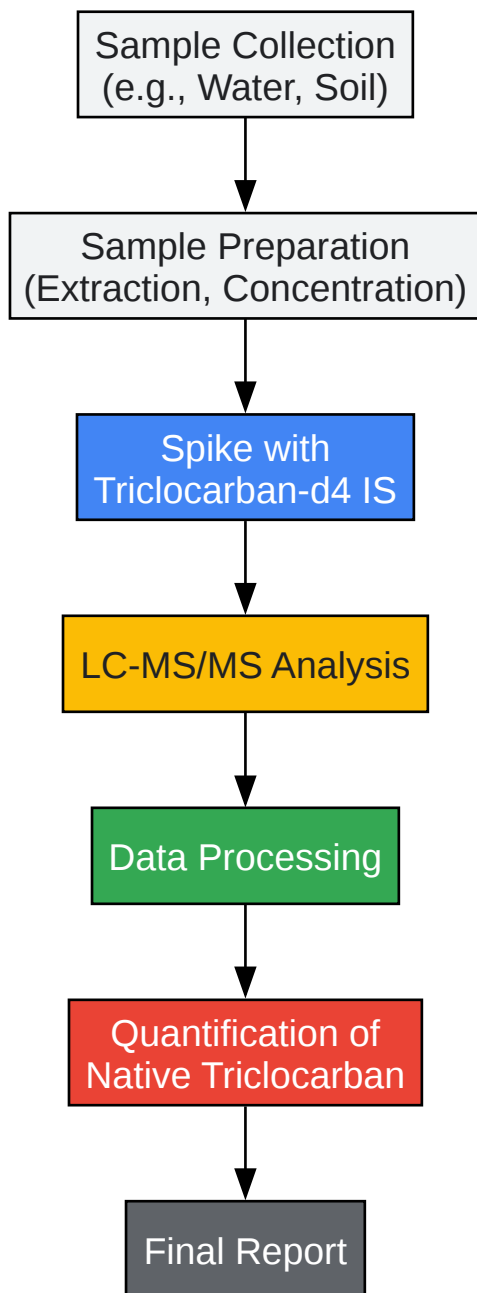 Sample Collection
(e.g., Water, Soil)
Sample Preparation
(Extraction, Concentration)
Spike with
Triclocarban-d4 IS
LC-MS/MS Analysis
Data Processing
Quantification of
Native Triclocarban
Final Report